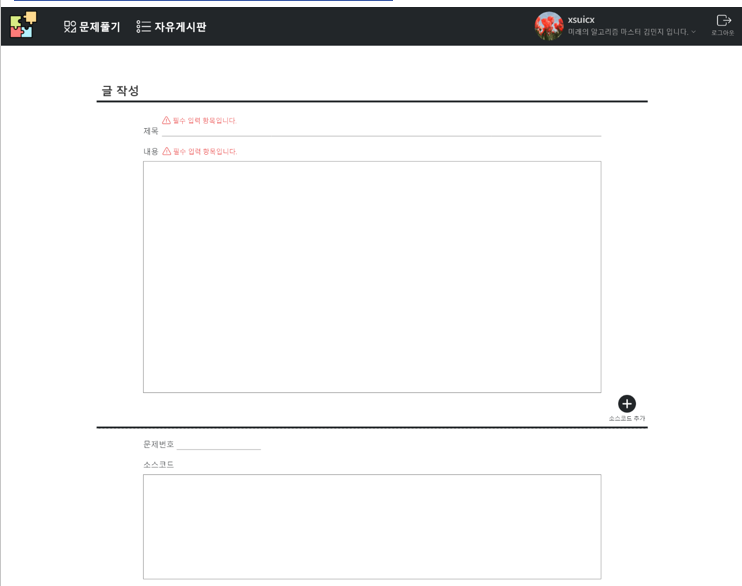 문제풀기
자유게시판
xsuicx
미래의 알고리즘 마스터 김민지 입니다.
로그아웃
글 작성
필수 입력 항목입니다.
제목
내용 필수 입력 항목입니다.
소스코드 추가
문제번호
소스코드